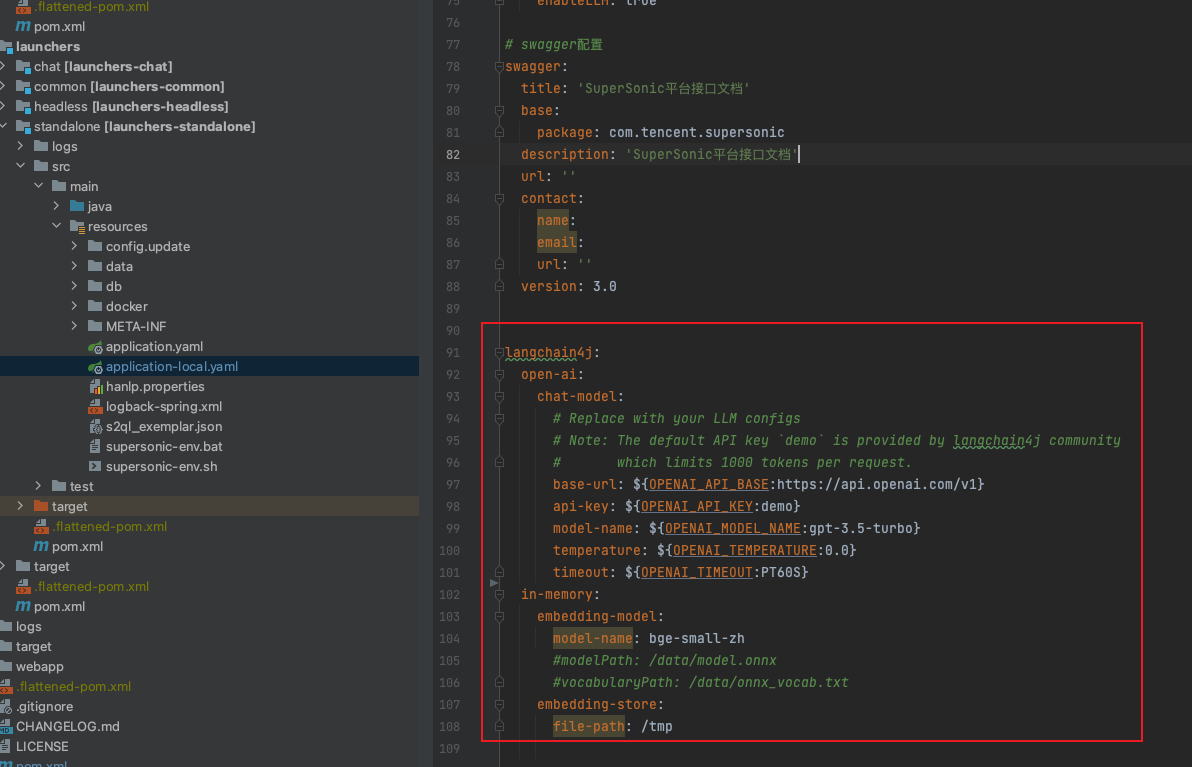 .flattened-pom.xml
pom.xml
launchers
chat [launchers-chat]
common [launchers-common]
headless [launchers-headless]
standalone [launchers-standalone]
logs
src
main
java
resources
config.update
data
db
docker
META-INF
application.yaml
application-local.yaml
hanlp.properties
logback-spring.xml
s2ql_exemplar.json
supersonic-env.bat
supersonic-env.sh
test
target
.flattened-pom.xml
pom.xml
target
.flattened-pom.xml
pom.xml
logs
target
webapp
.flattened-pom.xml
.gitignore
CHANGELOG.md
LICENSE
pom.xml
75 enableLLM: true
76
77 # swagger配置
78 swagger:
79 title: 'SuperSonic平台接口文档'
80 base:
81 package: com.tencent.supersonic
82 description: 'SuperSonic平台接口文档'
83 url: ''
84 contact:
85 name:
86 email:
87 url: ''
88 version: 3.0
89
90
91 langchain4j:
92 open-ai:
93 chat-model:
94 # Replace with your LLM configs
95 # Note: The default API key `demo` is provided by langchain4j community
96 # which limits 1000 tokens per request.
97 base-url: ${OPENAI_API_BASE:https://api.openai.com/v1}
98 api-key: ${OPENAI_API_KEY:demo}
99 model-name: ${OPENAI_MODEL_NAME:gpt-3.5-turbo}
100 temperature: ${OPENAI_TEMPERATURE:0.0}
101 timeout: ${OPENAI_TIMEOUT:PT60S}
102 in-memory:
103 embedding-model:
104 model-name: bge-small-zh
105 #modelPath: /data/model.onnx
106 #vocabularyPath: /data/onnx_vocab.txt
107 embedding-store:
108 file-path: /tmp
109